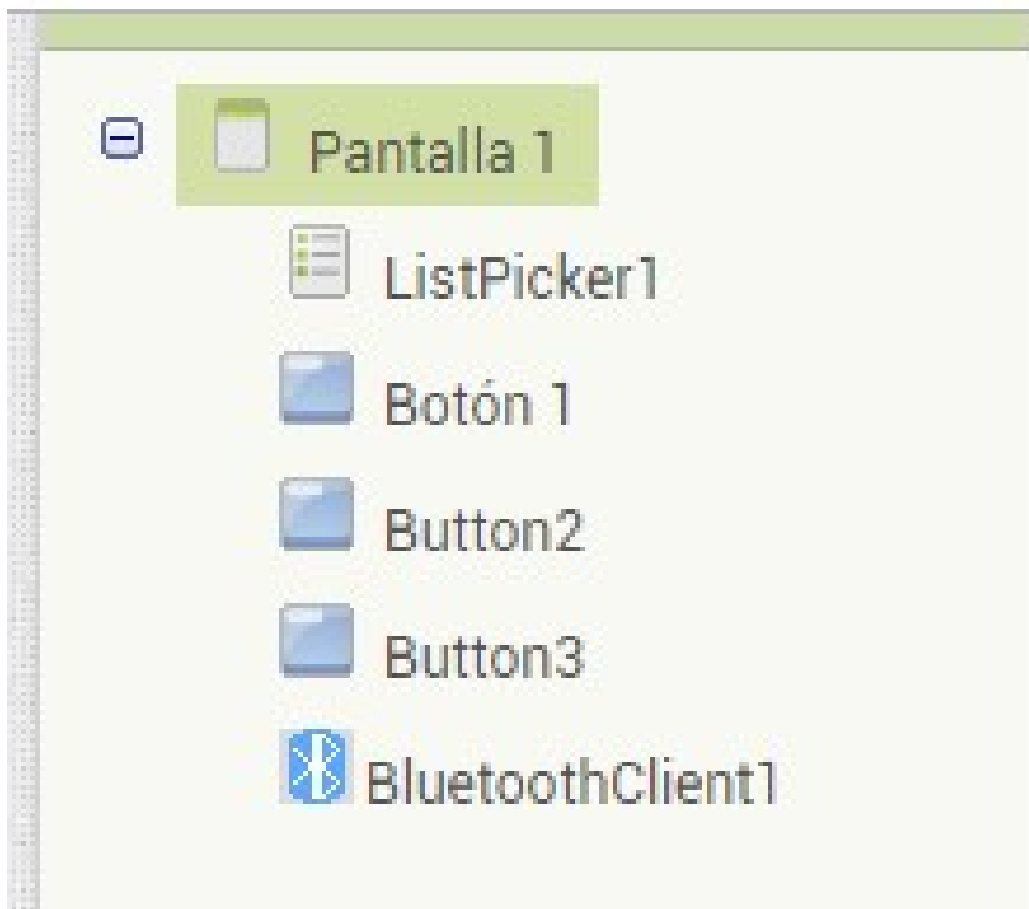 Pantalla 1
ListPicker1
Botón 1
Button2
Button3
BluetoothClient1